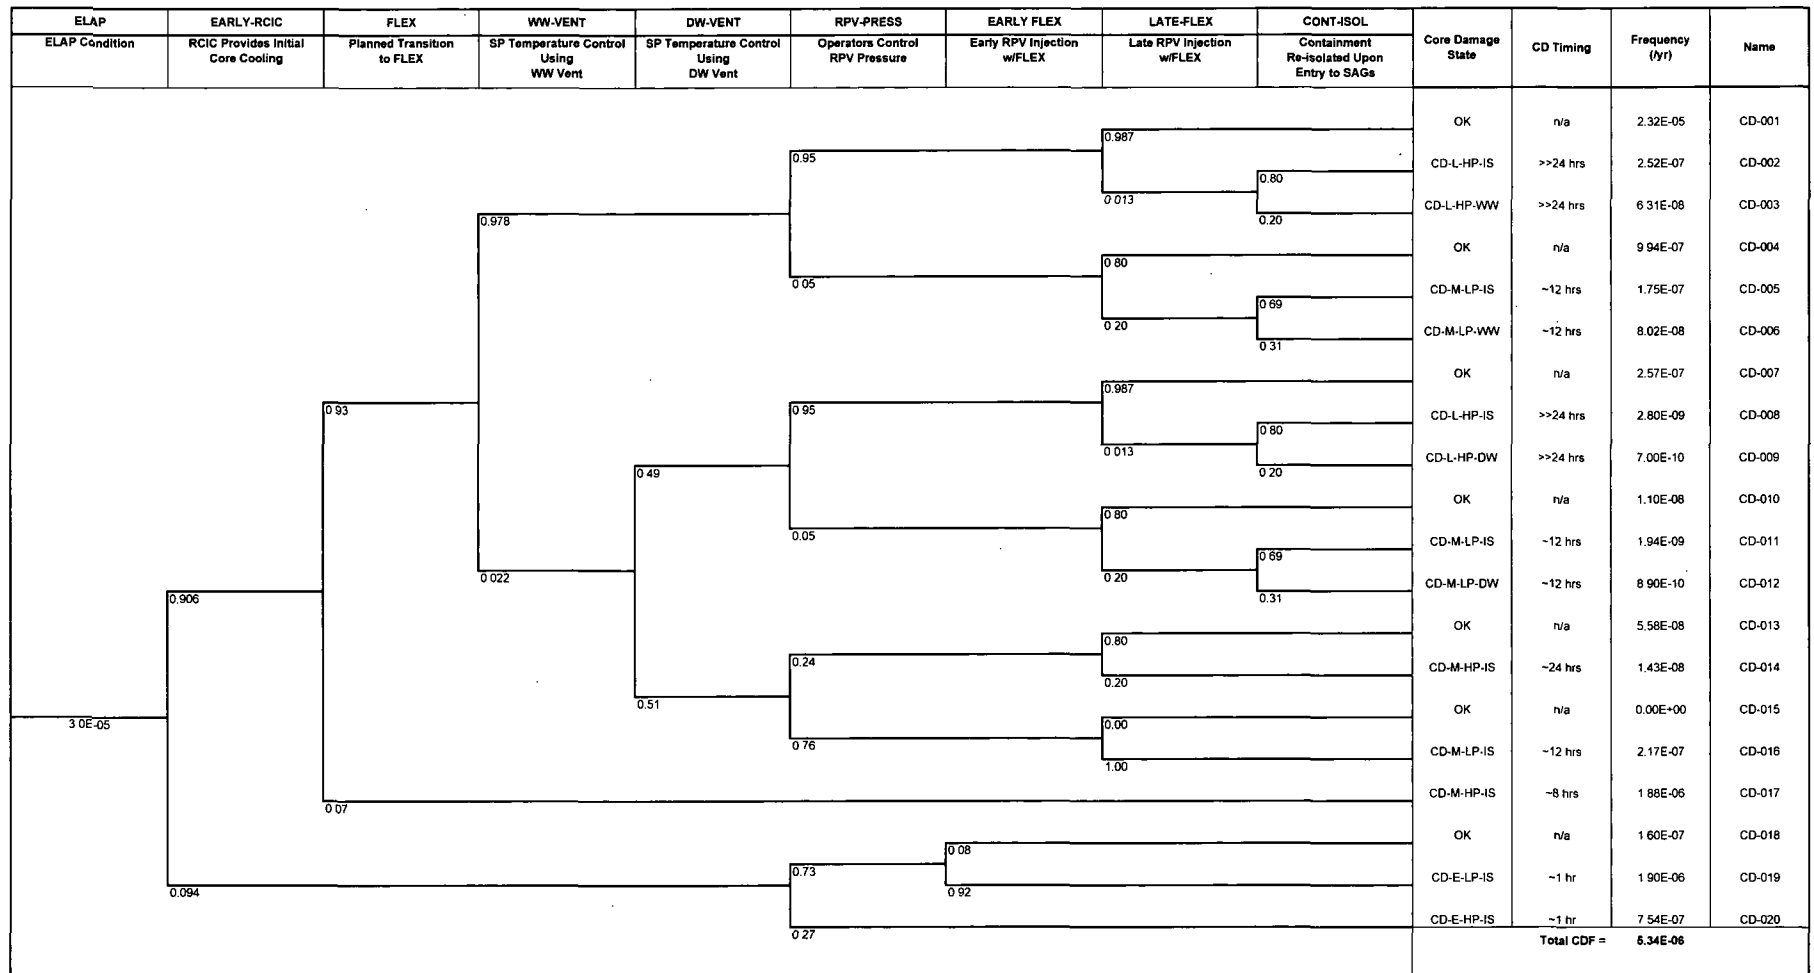 ELAP EARLY-RCIC FLEX WW-VENT DW-VENT RPV-PRESS EARLY FLEX LATE-FLEX CONT-ISOL
ELAP Condition
RCIC Provides Initial
Core Cooling
Planned Transition
to FLEX
SP Temperature Control
Using
WW Vent
SP Temperature Control
Using
DW Vent
Operators Control
RPV Pressure
Early RPV Injection
w/FLEX
Late RPV Injection
w/FLEX
Containment
Re-isolated Upon
Entry to SAGs
Core Damage
State
CD Timing
Frequency
(/yr)
Name
OK n/a 2.32E-05 CD-001
0.987
0.95
CD-L-HP-IS >>24 hrs 2.52E-07 CD-002
0.80
0 013
CD-L-HP-WW >>24 hrs 6 31E-08 CD-003
0.978
0.20
OK n/a 9 94E-07 CD-004
0 80
0 05
CD-M-LP-IS ~12 hrs 1.75E-07 CD-005
0 69
0 20
CD-M-LP-WW ~12 hrs 8.02E-08 CD-006
0 31
OK n/a 2.57E-07 CD-007
0.987
0 93
0 95
CD-L-HP-IS >>24 hrs 2.80E-09 CD-008
0 80
0 013
CD-L-HP-DW >>24 hrs 7.00E-10 CD-009
0 49
0 20
OK n/a 1.10E-08 CD-010
0 80
0.05
CD-M-LP-IS ~12 hrs 1.94E-09 CD-011
0 69
0 022
0 20
CD-M-LP-DW ~12 hrs 8 90E-10 CD-012
0.906
0.31
OK n/a 5.58E-08 CD-013
0.80
0.24
CD-M-HP-IS ~24 hrs 1.43E-08 CD-014
0.20
0.51
OK n/a 0.00E+00 CD-015
3 0E-05
0.00
0 76
CD-M-LP-IS ~12 hrs 2.17E-07 CD-016
1.00
CD-M-HP-IS ~8 hrs 1 88E-06 CD-017
0 07
OK n/a 1 60E-07 CD-018
0 08
0.73
CD-E-LP-IS ~1 hr 1 90E-06 CD-019
0.094
0 92
CD-E-HP-IS ~1 hr 7 54E-07 CD-020
0 27
Total CDF = 5.34E-06